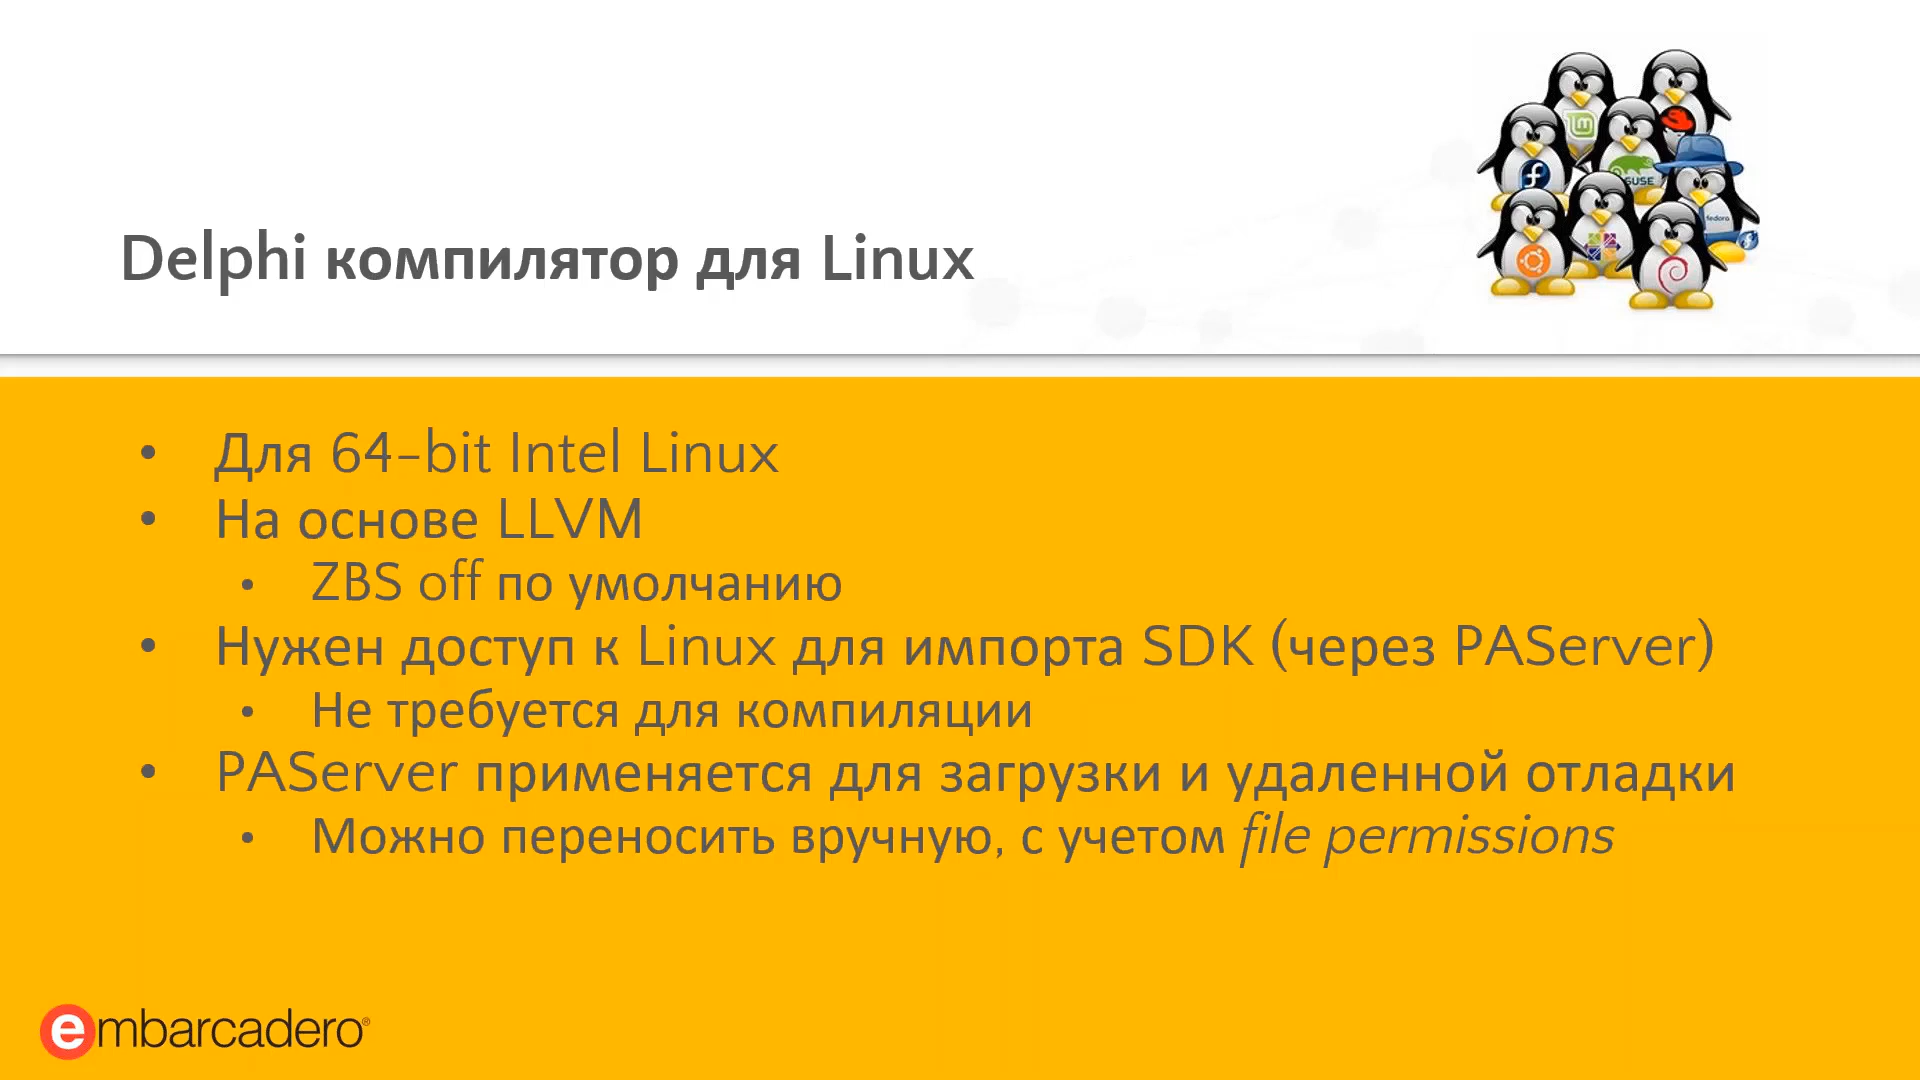 Delphi компилятор для Linux
SUSE
fedora
• Для 64-bit Intel Linux
• На основе LLVM
• ZBS off по умолчанию
• Нужен доступ к Linux для импорта SDK (через PAServer)
• Не требуется для компиляции
• PAServer применяется для загрузки и удаленной отладки
• Можно переносить вручную, с учетом file permissions
embarcadero®